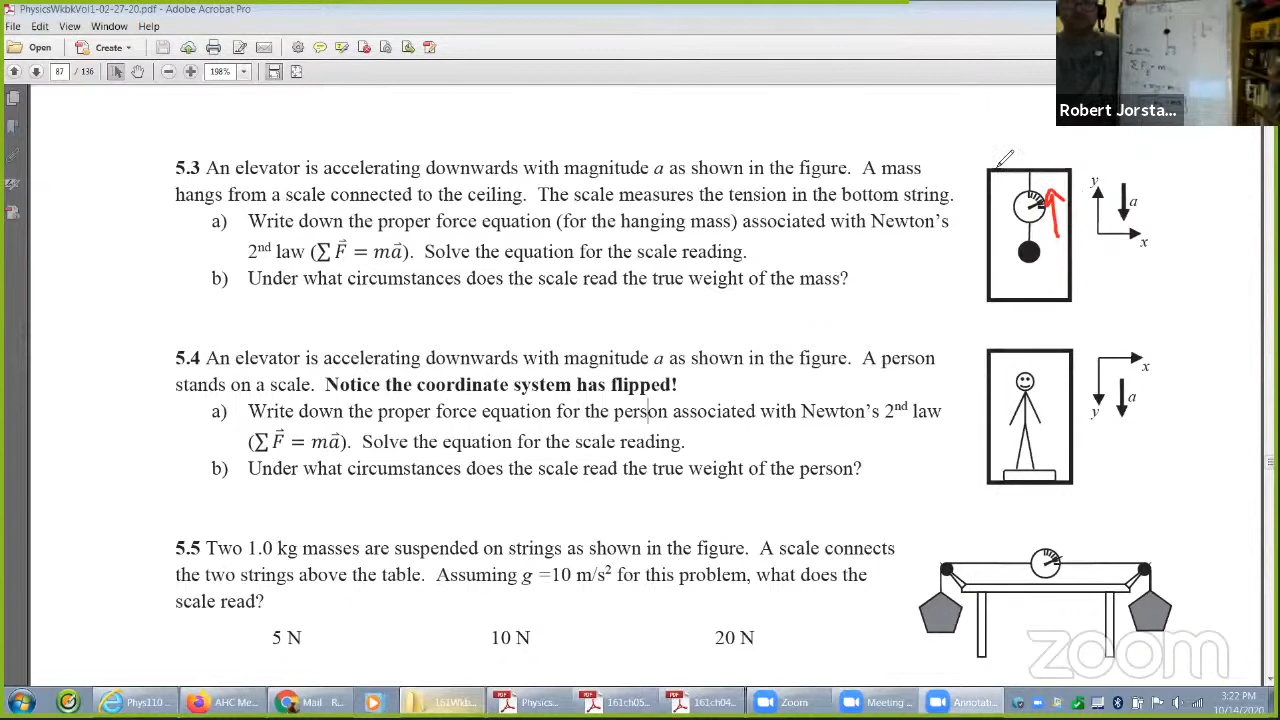 PhysicsWkbkVol1-02-27-20.pdf - Adobe Acrobat Pro
File Edit View Window Help
Open Create
87 / 136 198%
Robert Jorsta...
5.3 An elevator is accelerating downwards with magnitude a as shown in the figure. A mass
hangs from a scale connected to the ceiling. The scale measures the tension in the bottom string.
a) Write down the proper force equation (for the hanging mass) associated with Newton's
2nd law (∑F⃗ = ma⃗). Solve the equation for the scale reading.
b) Under what circumstances does the scale read the true weight of the mass?
y
a
x
5.4 An elevator is accelerating downwards with magnitude a as shown in the figure. A person
stands on a scale. Notice the coordinate system has flipped!
a) Write down the proper force equation for the person associated with Newton's 2nd law
(∑F⃗ = ma⃗). Solve the equation for the scale reading.
b) Under what circumstances does the scale read the true weight of the person?
x
a
y
5.5 Two 1.0 kg masses are suspended on strings as shown in the figure. A scale connects
the two strings above the table. Assuming g =10 m/s² for this problem, what does the
scale read?
5 N 10 N 20 N
zoom
Phys110 AHC Me... Mail R... 161WkL... Physics... 161ch05... 161ch04... Zoom Meeting ... Annotati...
3:22 PM
10/14/2020